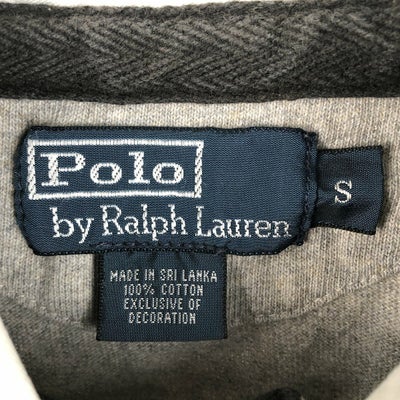 Polo
by Ralph Lauren
S
MADE IN SRI LANKA
100% COTTON
EXCLUSIVE OF
DECORATION